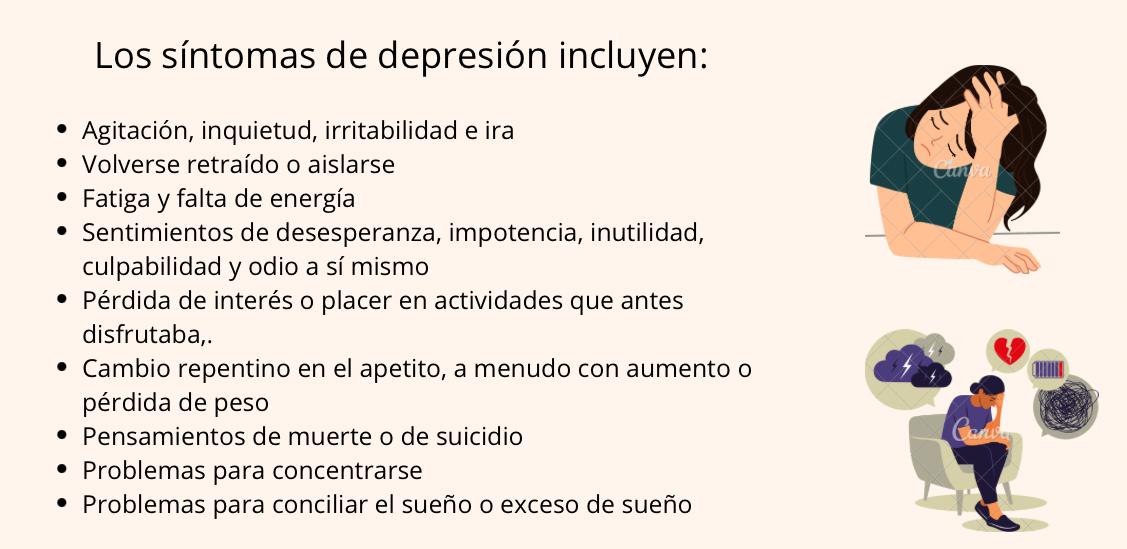 Los síntomas de depresión incluyen:
• Agitación, inquietud, irritabilidad e ira
• Volverse retraído o aislarse
• Fatiga y falta de energía
• Sentimientos de desesperanza, impotencia, inutilidad,
culpabilidad y odio a sí mismo
• Pérdida de interés o placer en actividades que antes
disfrutaba,.
• Cambio repentino en el apetito, a menudo con aumento o
pérdida de peso
• Pensamientos de muerte o de suicidio
• Problemas para concentrarse
• Problemas para conciliar el sueño o exceso de sueño
Canva
Canva